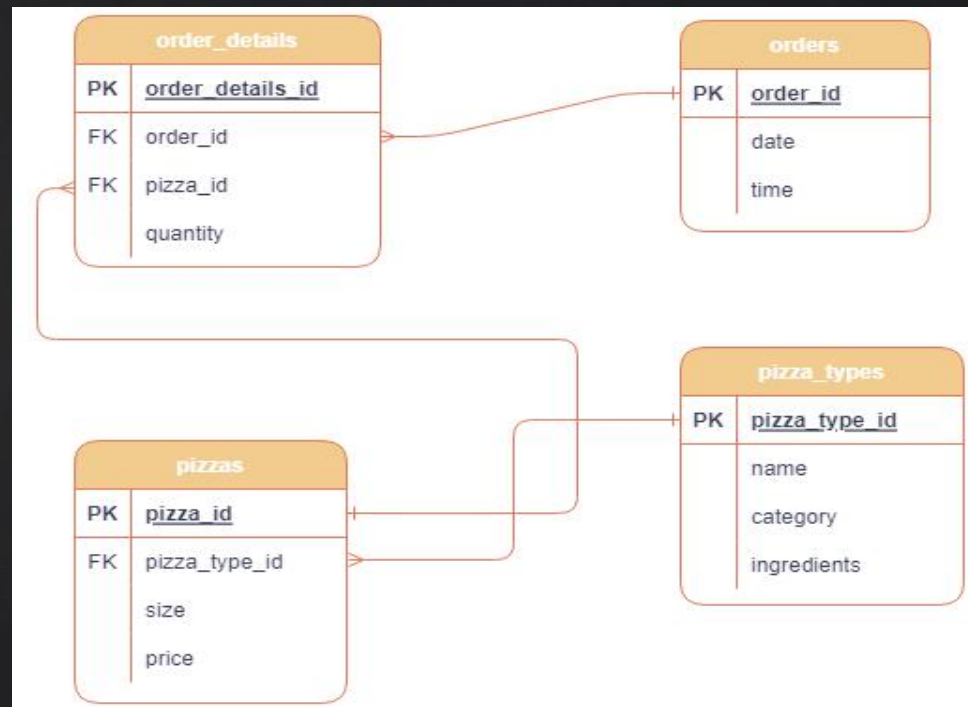 order_details
PK order_details_id
FK order_id
FK pizza_id
quantity
orders
PK order_id
date
time
pizza_types
PK pizza_type_id
name
category
ingredients
pizzas
PK pizza_id
FK pizza_type_id
size
price